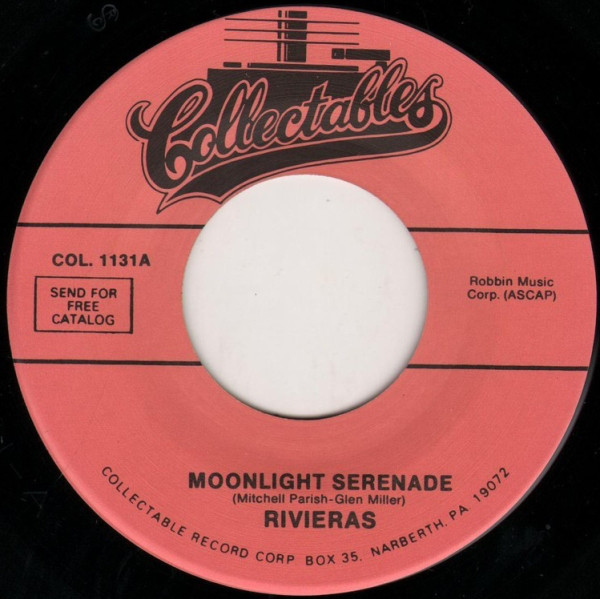 Collectables
COL. 1131A
SEND FOR
FREE
CATALOG
Robbin Music
Corp. (ASCAP)
MOONLIGHT SERENADE
(Mitchell Parish-Glen Miller)
RIVIERAS
COLLECTABLE RECORD CORP. BOX 35, NARBERTH, PA 19072